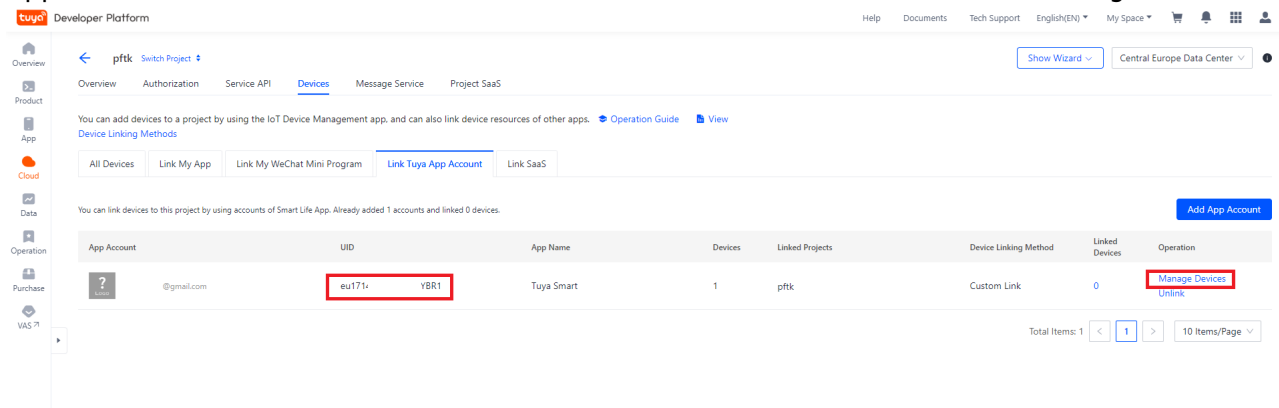 tuya Developer Platform Help Documents Tech Support English(EN) My Space
Overview
Product
App
Cloud
Data
Operation
Purchase
VAS
pftk Switch Project Show Wizard Central Europe Data Center
Overview Authorization Service API Devices Message Service Project SaaS
You can add devices to a project by using the IoT Device Management app, and can also link device resources of other apps. Operation Guide View
Device Linking Methods
All Devices Link My App Link My WeChat Mini Program Link Tuya App Account Link SaaS
You can link devices to this project by using accounts of Smart Life App. Already added 1 accounts and linked 0 devices. Add App Account
App Account UID App Name Devices Linked Projects Device Linking Method Linked Devices Operation
? @gmail.com eu1714 YBR1 Tuya Smart 1 pftk Custom Link 0 Manage Devices
Unlink
Total Items: 1 < 1 > 10 Items/Page